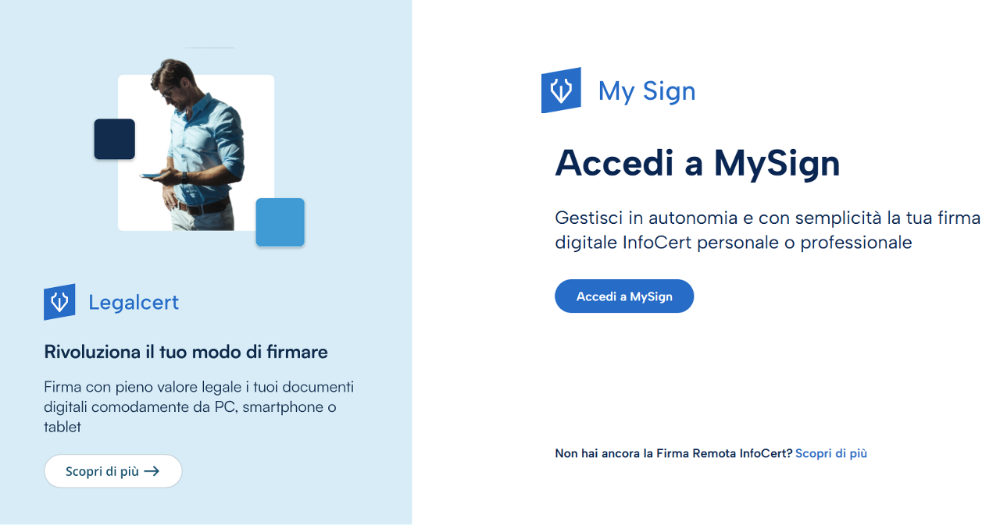 Legalcert
Rivoluziona il tuo modo di firmare
Firma con pieno valore legale i tuoi documenti
digitali comodamente da PC, smartphone o
tablet
Scopri di più →
My Sign
Accedi a MySign
Gestisci in autonomia e con semplicità la tua firma
digitale InfoCert personale o professionale
Accedi a MySign
Non hai ancora la Firma Remota InfoCert? Scopri di più